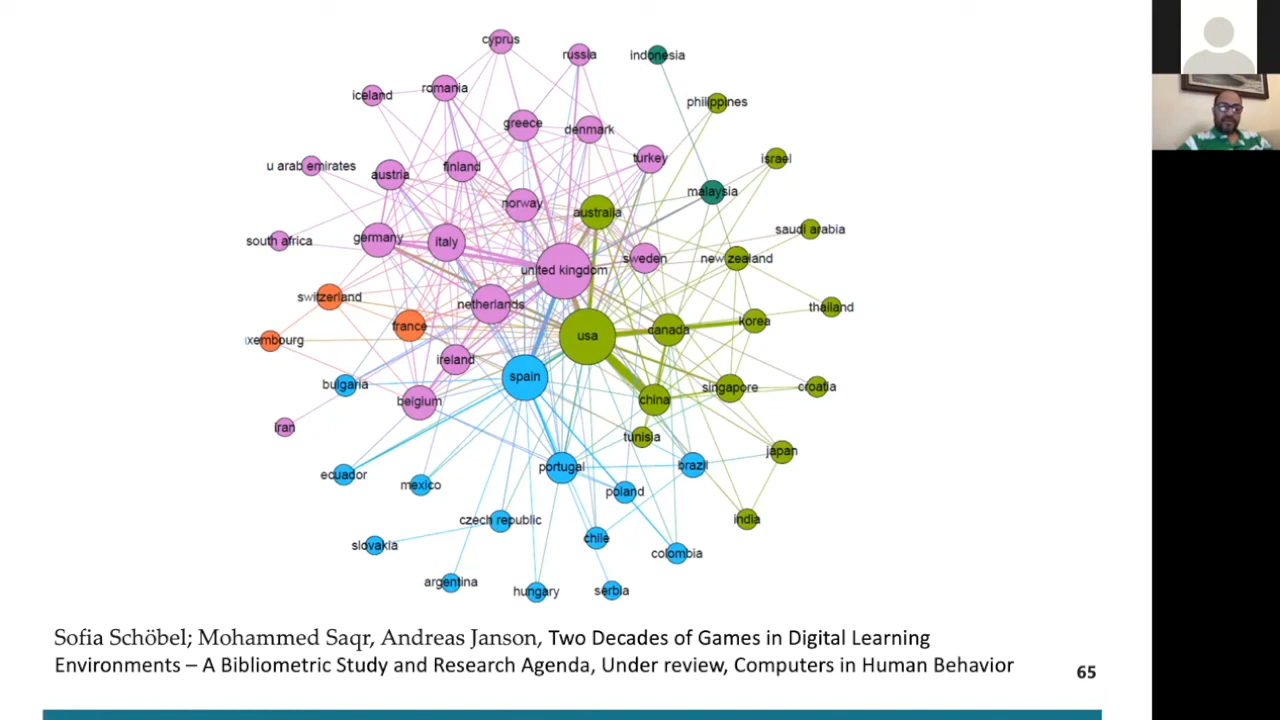 cyprus
russia
indonesia
iceland
romania
philippines
greece
denmark
u arab emirates
austria
finland
turkey
israel
malaysia
norway
australia
saudi arabia
south africa
germany
italy
united kingdom
sweden
new zealand
switzerland
netherlands
thailand
france
usa
canada
korea
xembourg
ireland
bulgaria
spain
singapore
croatia
belgium
china
iran
tunisia
japan
ecuador
mexico
portugal
brazil
poland
czech republic
india
slovakia
chile
colombia
argentina
hungary
serbia
Sofia Schöbel; Mohammed Saqr, Andreas Janson, Two Decades of Games in Digital Learning
Environments – A Bibliometric Study and Research Agenda, Under review, Computers in Human Behavior
65